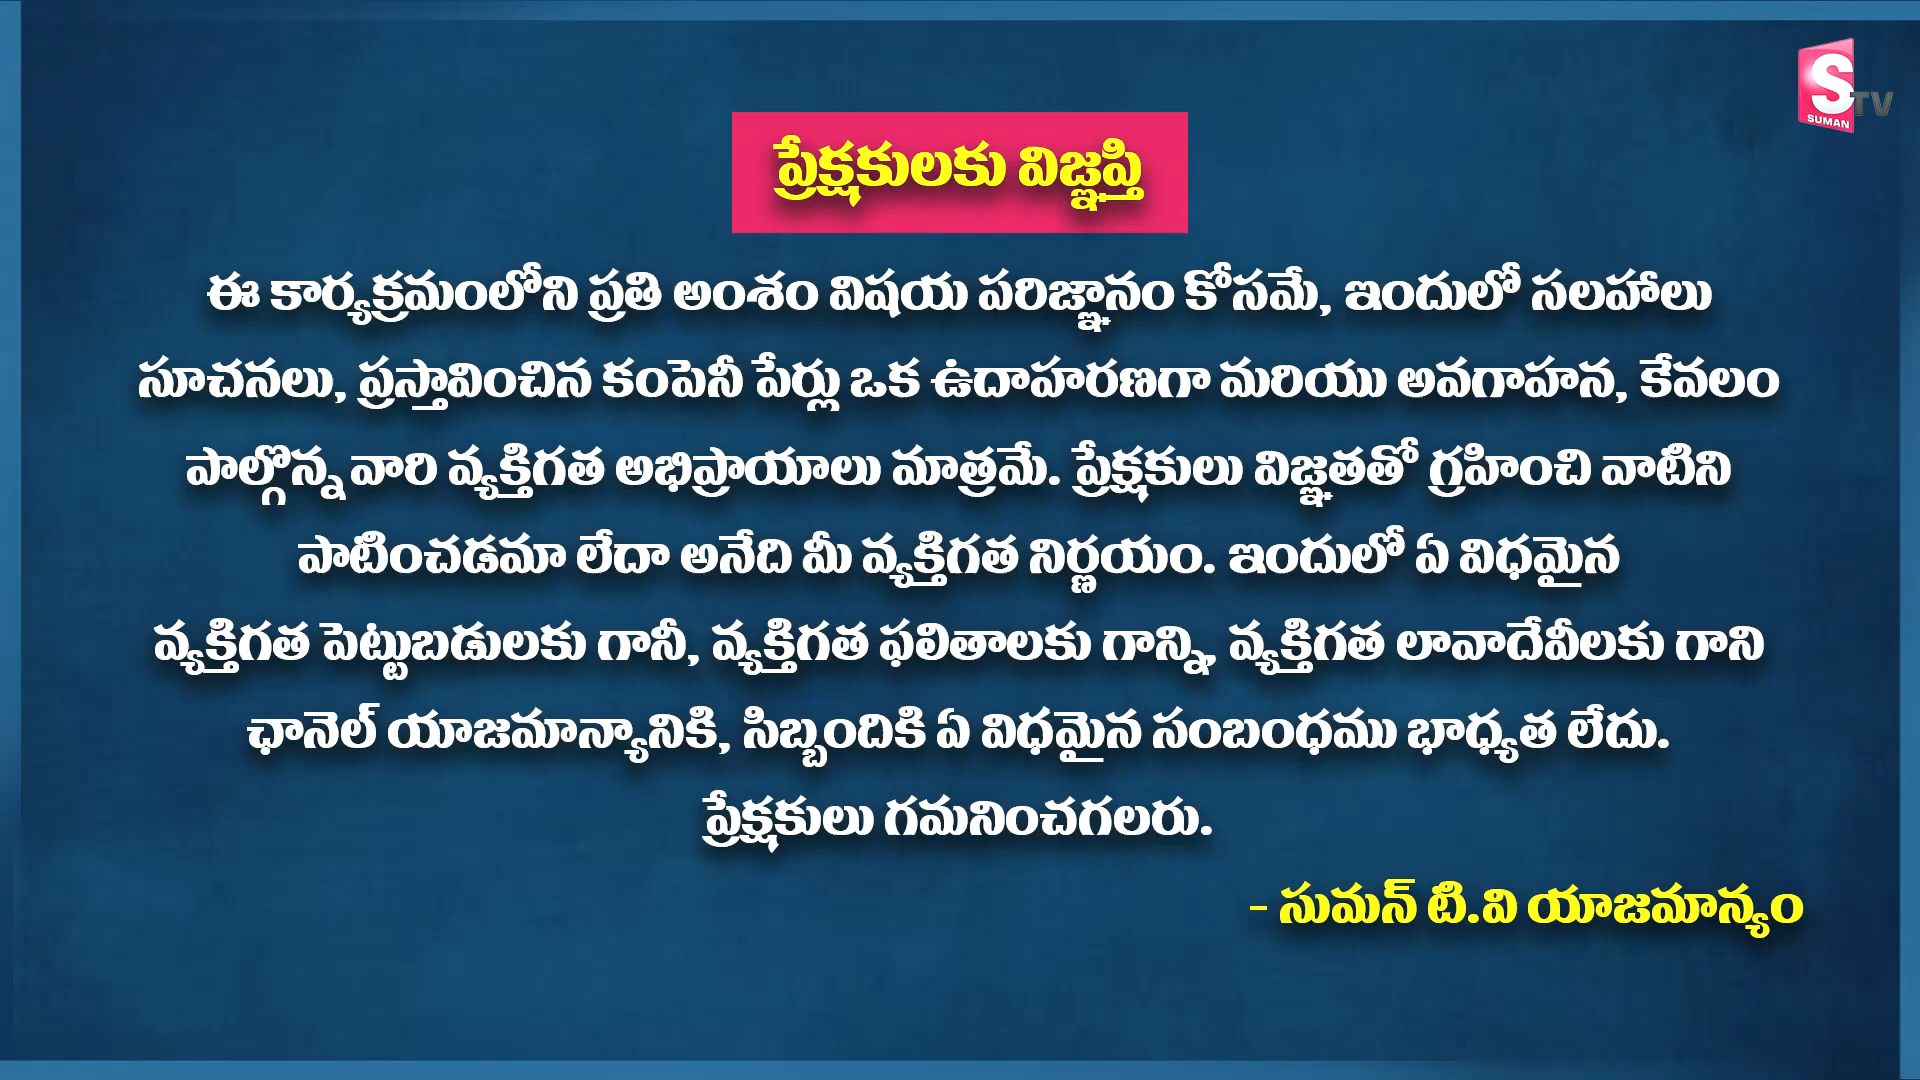 S
SUMAN TV
ప్రేక్షకులకు విజ్ఞప్తి
ఈ కార్యక్రమంలోని ప్రతి అంశం విషయ పరిజ్ఞానం కోసమే, ఇందులో సలహాలు
సూచనలు, ప్రస్తావించిన కంపెనీ పేర్లు ఒక ఉదాహరణగా మరియు అవగాహన, కేవలం
పాల్గొన్న వారి వ్యక్తిగత అభిప్రాయాలు మాత్రమే. ప్రేక్షకులు విజ్ఞతతో గ్రహించి వాటిని
పాటించడమా లేదా అనేది మీ వ్యక్తిగత నిర్ణయం. ఇందులో ఏ విధమైన
వ్యక్తిగత పెట్టుబడులకు గానీ, వ్యక్తిగత ఫలితాలకు గాన్ని, వ్యక్తిగత లావాదేవీలకు గాని
ఛానెల్ యాజమాన్యానికి, సిబ్బందికి ఏ విధమైన సంబంధము భాధ్యత లేదు.
ప్రేక్షకులు గమనించగలరు.
- సుమన్ టి.వి యాజమాన్యం